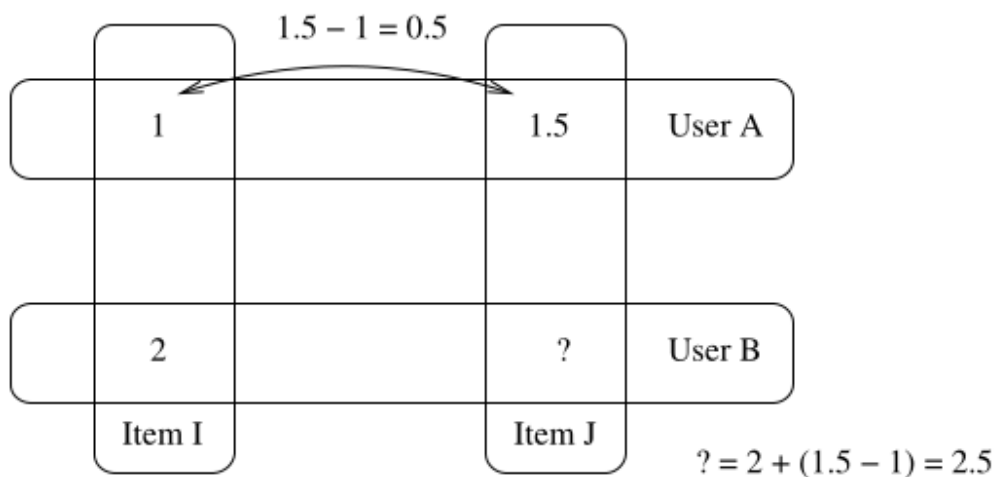 1.5 − 1 = 0.5
1 1.5 User A
2 ? User B
Item I Item J
? = 2 + (1.5 − 1) = 2.5